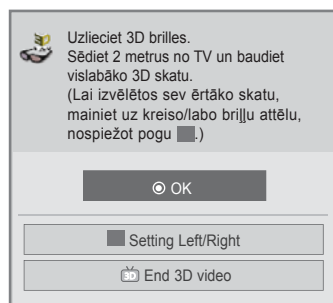 Uzlieciet 3D brilles.
Sēdiet 2 metrus no TV un baudiet
vislabāko 3D skatu.
(Lai izvēlētos sev ērtāko skatu,
mainiet uz kreiso/labo briļļu attēlu,
nospiežot pogu .)
OK
Setting Left/Right
3D End 3D video